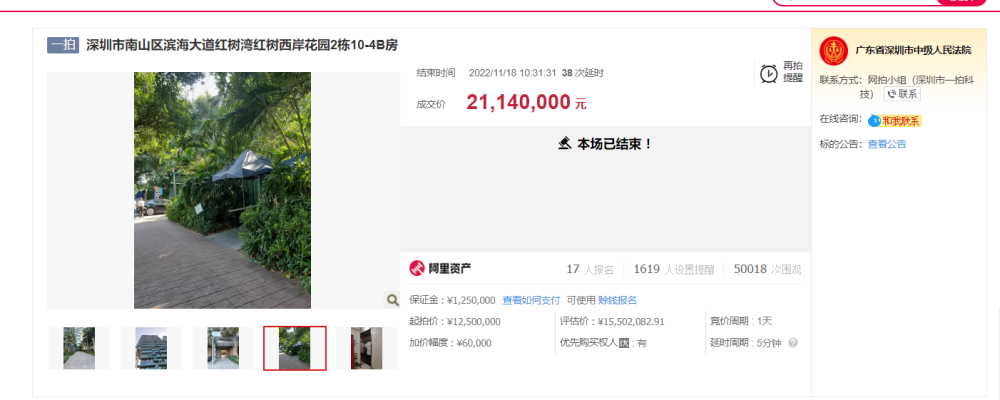 一拍 深圳市南山区滨海大道红树湾红树西岸花园2栋10-4B房
结束时间 2022/11/18 10:31:31 38 次延时
再拍提醒
成交价 21,140,000 元
本场已结束！
阿里资产 17 人报名 1619 人设置提醒 50018 次围观
保证金：¥1,250,000 查看如何支付 可使用 赊钱报名
起拍价：¥12,500,000 评估价：¥15,502,082.91 竞价周期：1天
加价幅度：¥60,000 优先购买权人：有 延时周期：5分钟
广东省深圳市中级人民法院
联系方式：网拍小组（深圳市一拍科
技） 联系
在线咨询：和我联系
标的公告：查看公告